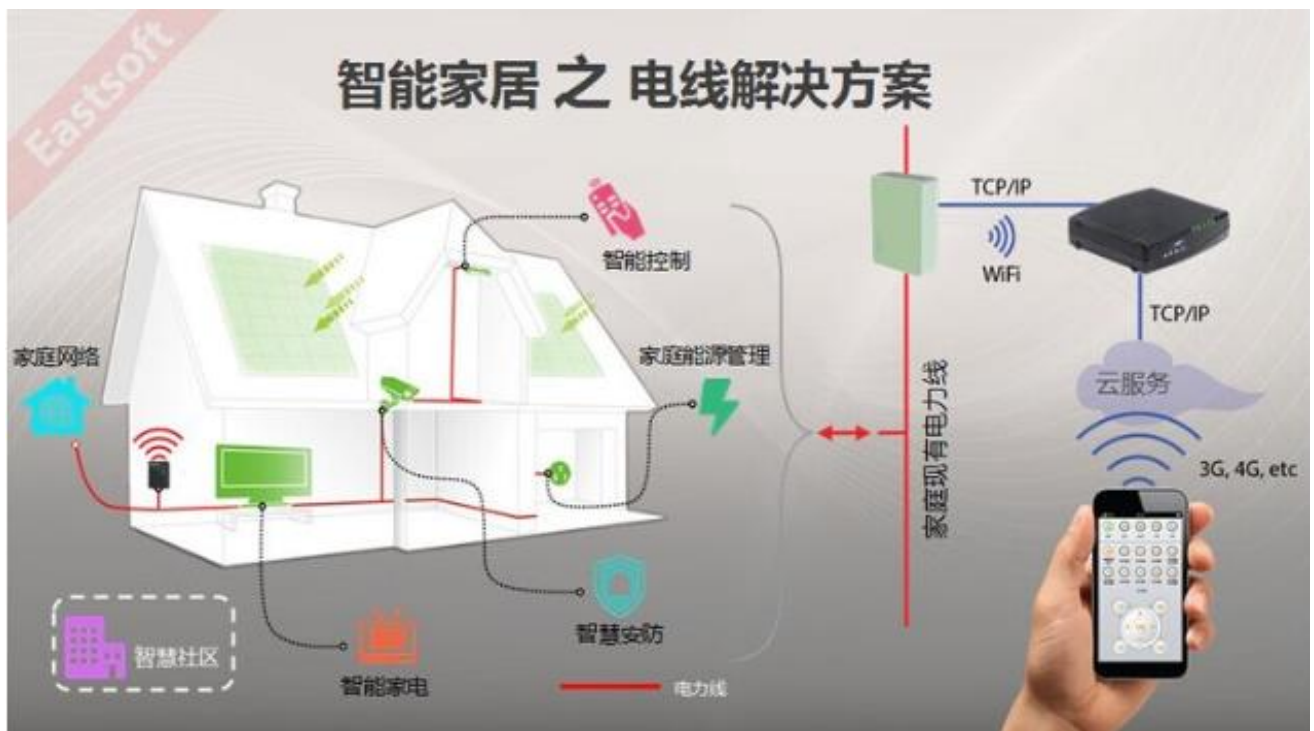 Eastsoft
智能家居 之 电线解决方案
智能控制
家庭网络
家庭能源管理
智慧安防
智能家电
智慧社区
电力线
家庭现有电力线
TCP/IP
WiFi
TCP/IP
云服务
3G, 4G, etc